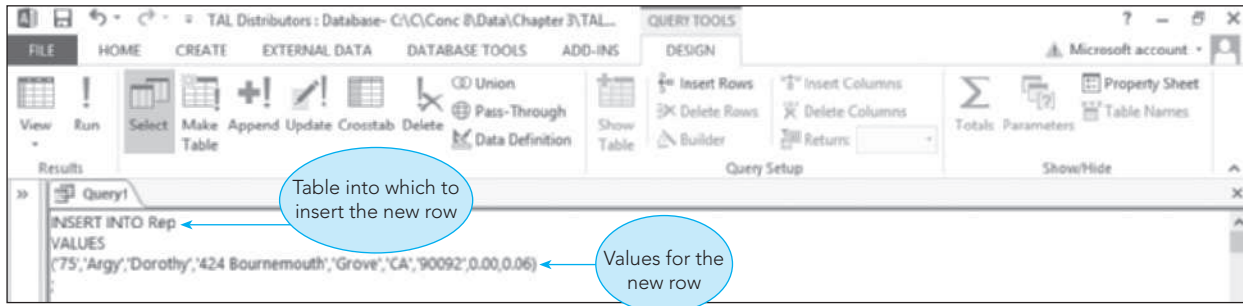 TAL Distributors : Database- C:\C\Conc 8\Data\Chapter 3\TAL...
QUERY TOOLS
?
FILE HOME CREATE EXTERNAL DATA DATABASE TOOLS ADD-INS DESIGN Microsoft account
View
Run
Select
Make Table
Append
Update
Crosstab
Delete
Union
Pass-Through
Data Definition
Show Table
Insert Rows
Delete Rows
Builder
Insert Columns
Delete Columns
Return:
Totals
Parameters
Property Sheet
Table Names
Results
Query Setup
Show/Hide
Query1
Table into which to
insert the new row
INSERT INTO Rep
VALUES
('75','Argy','Dorothy','424 Bournemouth','Grove','CA','90092',0.00,0.06)
;
Values for the
new row